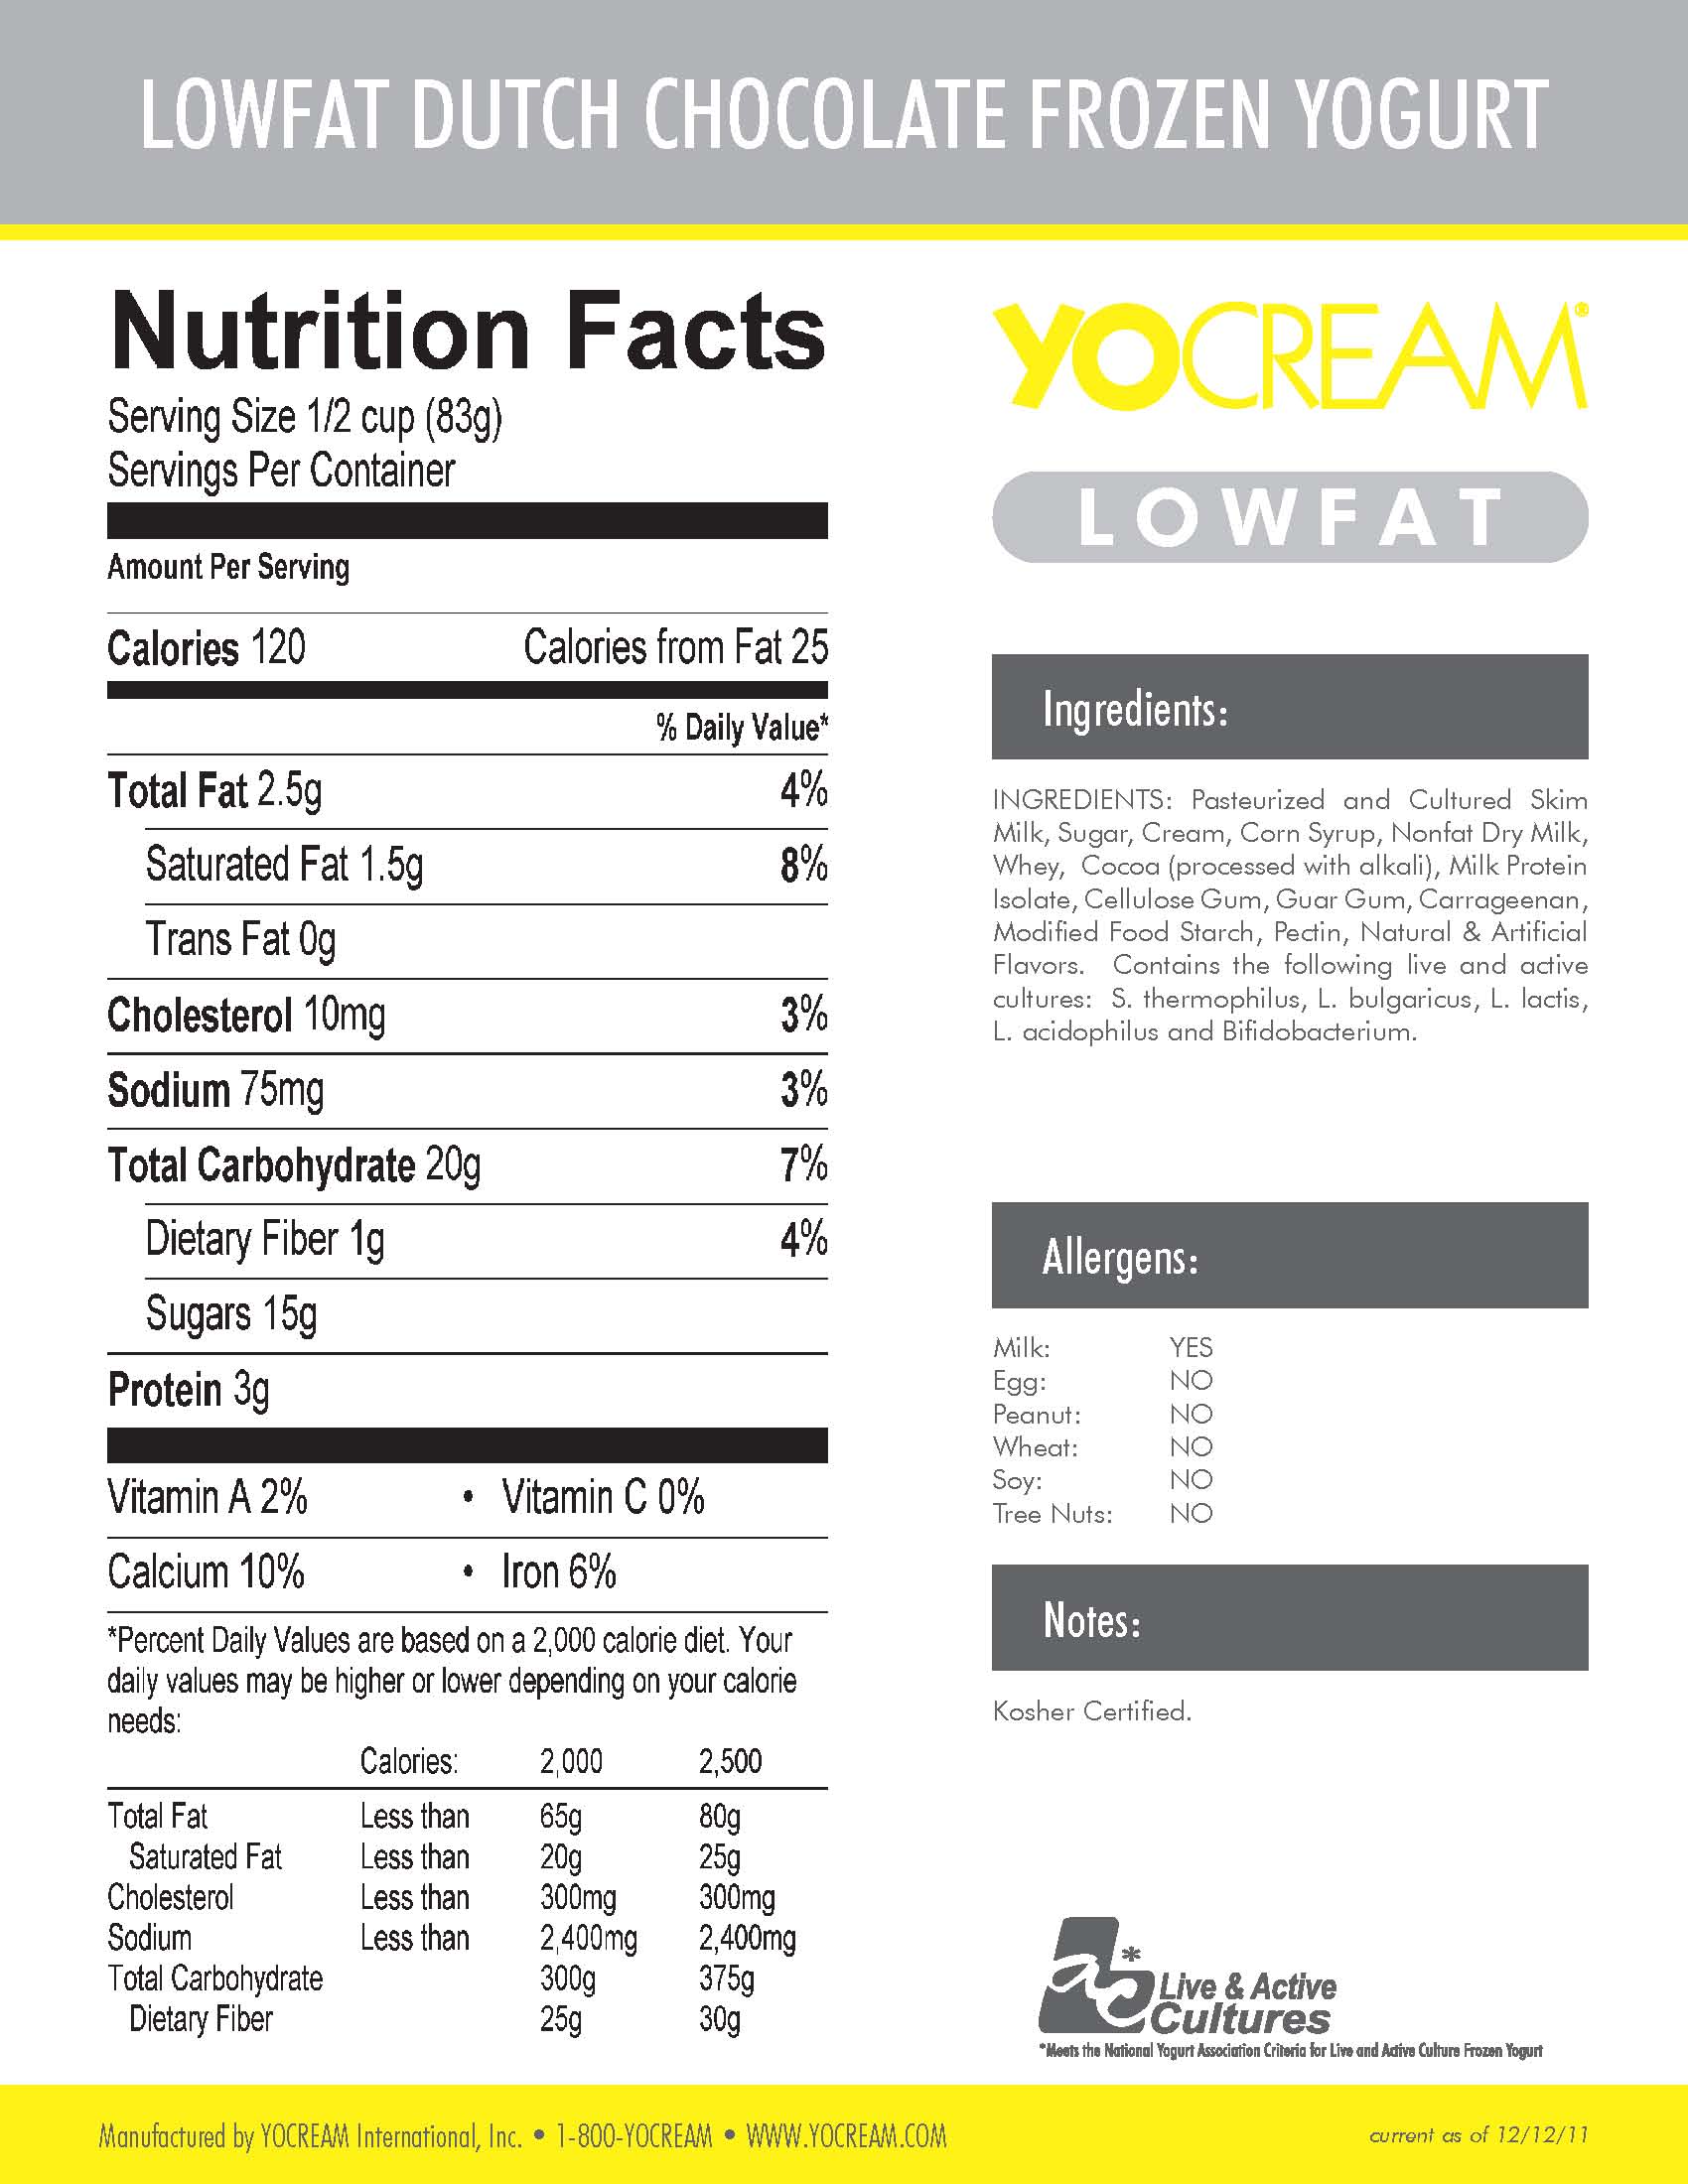 LOWFAT DUTCH CHOCOLATE FROZEN YOGURT
Nutrition Facts
Serving Size 1/2 cup (83g)
Servings Per Container
Amount Per Serving
Calories 120 Calories from Fat 25
% Daily Value*
Total Fat 2.5g 4%
Saturated Fat 1.5g 8%
Trans Fat 0g
Cholesterol 10mg 3%
Sodium 75mg 3%
Total Carbohydrate 20g 7%
Dietary Fiber 1g 4%
Sugars 15g
Protein 3g
Vitamin A 2% • Vitamin C 0%
Calcium 10% • Iron 6%
*Percent Daily Values are based on a 2,000 calorie diet. Your
daily values may be higher or lower depending on your calorie
needs:
Calories: 2,000 2,500
Total Fat Less than 65g 80g
Saturated Fat Less than 20g 25g
Cholesterol Less than 300mg 300mg
Sodium Less than 2,400mg 2,400mg
Total Carbohydrate 300g 375g
Dietary Fiber 25g 30g
YOCREAM®
LOWFAT
Ingredients:
INGREDIENTS: Pasteurized and Cultured Skim
Milk, Sugar, Cream, Corn Syrup, Nonfat Dry Milk,
Whey, Cocoa (processed with alkali), Milk Protein
Isolate, Cellulose Gum, Guar Gum, Carrageenan,
Modified Food Starch, Pectin, Natural & Artificial
Flavors. Contains the following live and active
cultures: S. thermophilus, L. bulgaricus, L. lactis,
L. acidophilus and Bifidobacterium.
Allergens:
Milk: YES
Egg: NO
Peanut: NO
Wheat: NO
Soy: NO
Tree Nuts: NO
Notes:
Kosher Certified.
ac*
Live & Active
Cultures
*Meets the National Yogurt Association Criteria for Live and Active Culture Frozen Yogurt
Manufactured by YOCREAM International, Inc. • 1-800-YOCREAM • WWW.YOCREAM.COM
current as of 12/12/11